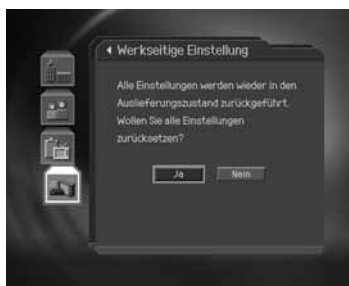 Werkseitige Einstellung
Alle Einstellungen werden wieder in den
Auslieferungszustand zurückgeführt.
Wollen Sie alle Einstellungen
zurücksetzen?
Ja
Nein